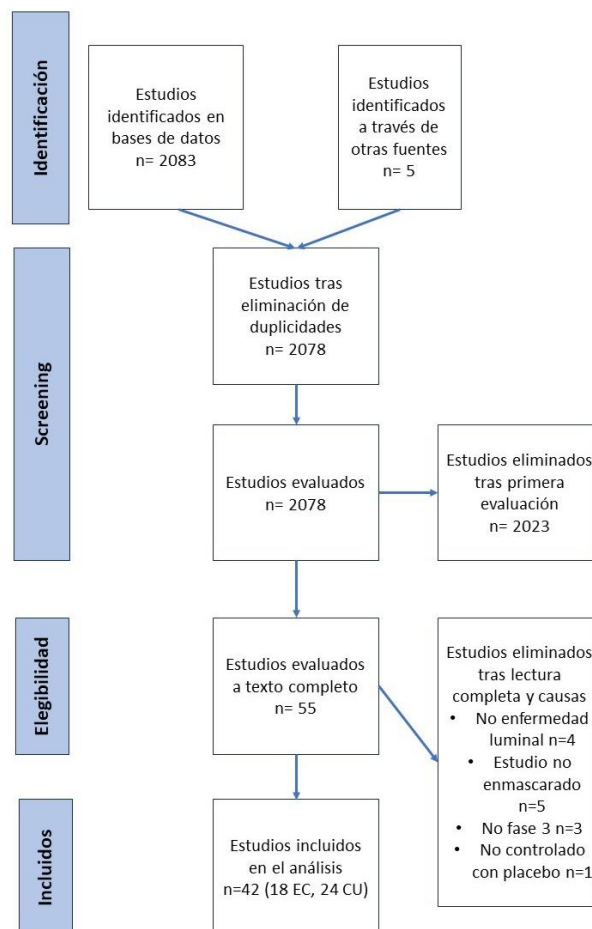 Identificación
Estudios
identificados en
bases de datos
n= 2083
Estudios
identificados
a través de
otras fuentes
n= 5
Screening
Estudios tras
eliminación de
duplicidades
n= 2078
Estudios evaluados
n= 2078
Estudios eliminados
tras primera
evaluación
n= 2023
Elegibilidad
Estudios evaluados
a texto completo
n= 55
Estudios eliminados
tras lectura
completa y causas
• No enfermedad
luminal n=4
• Estudio no
enmascarado
n=5
• No fase 3 n=3
• No controlado
con placebo n=1
Incluidos
Estudios incluidos
en el análisis
n=42 (18 EC, 24 CU)